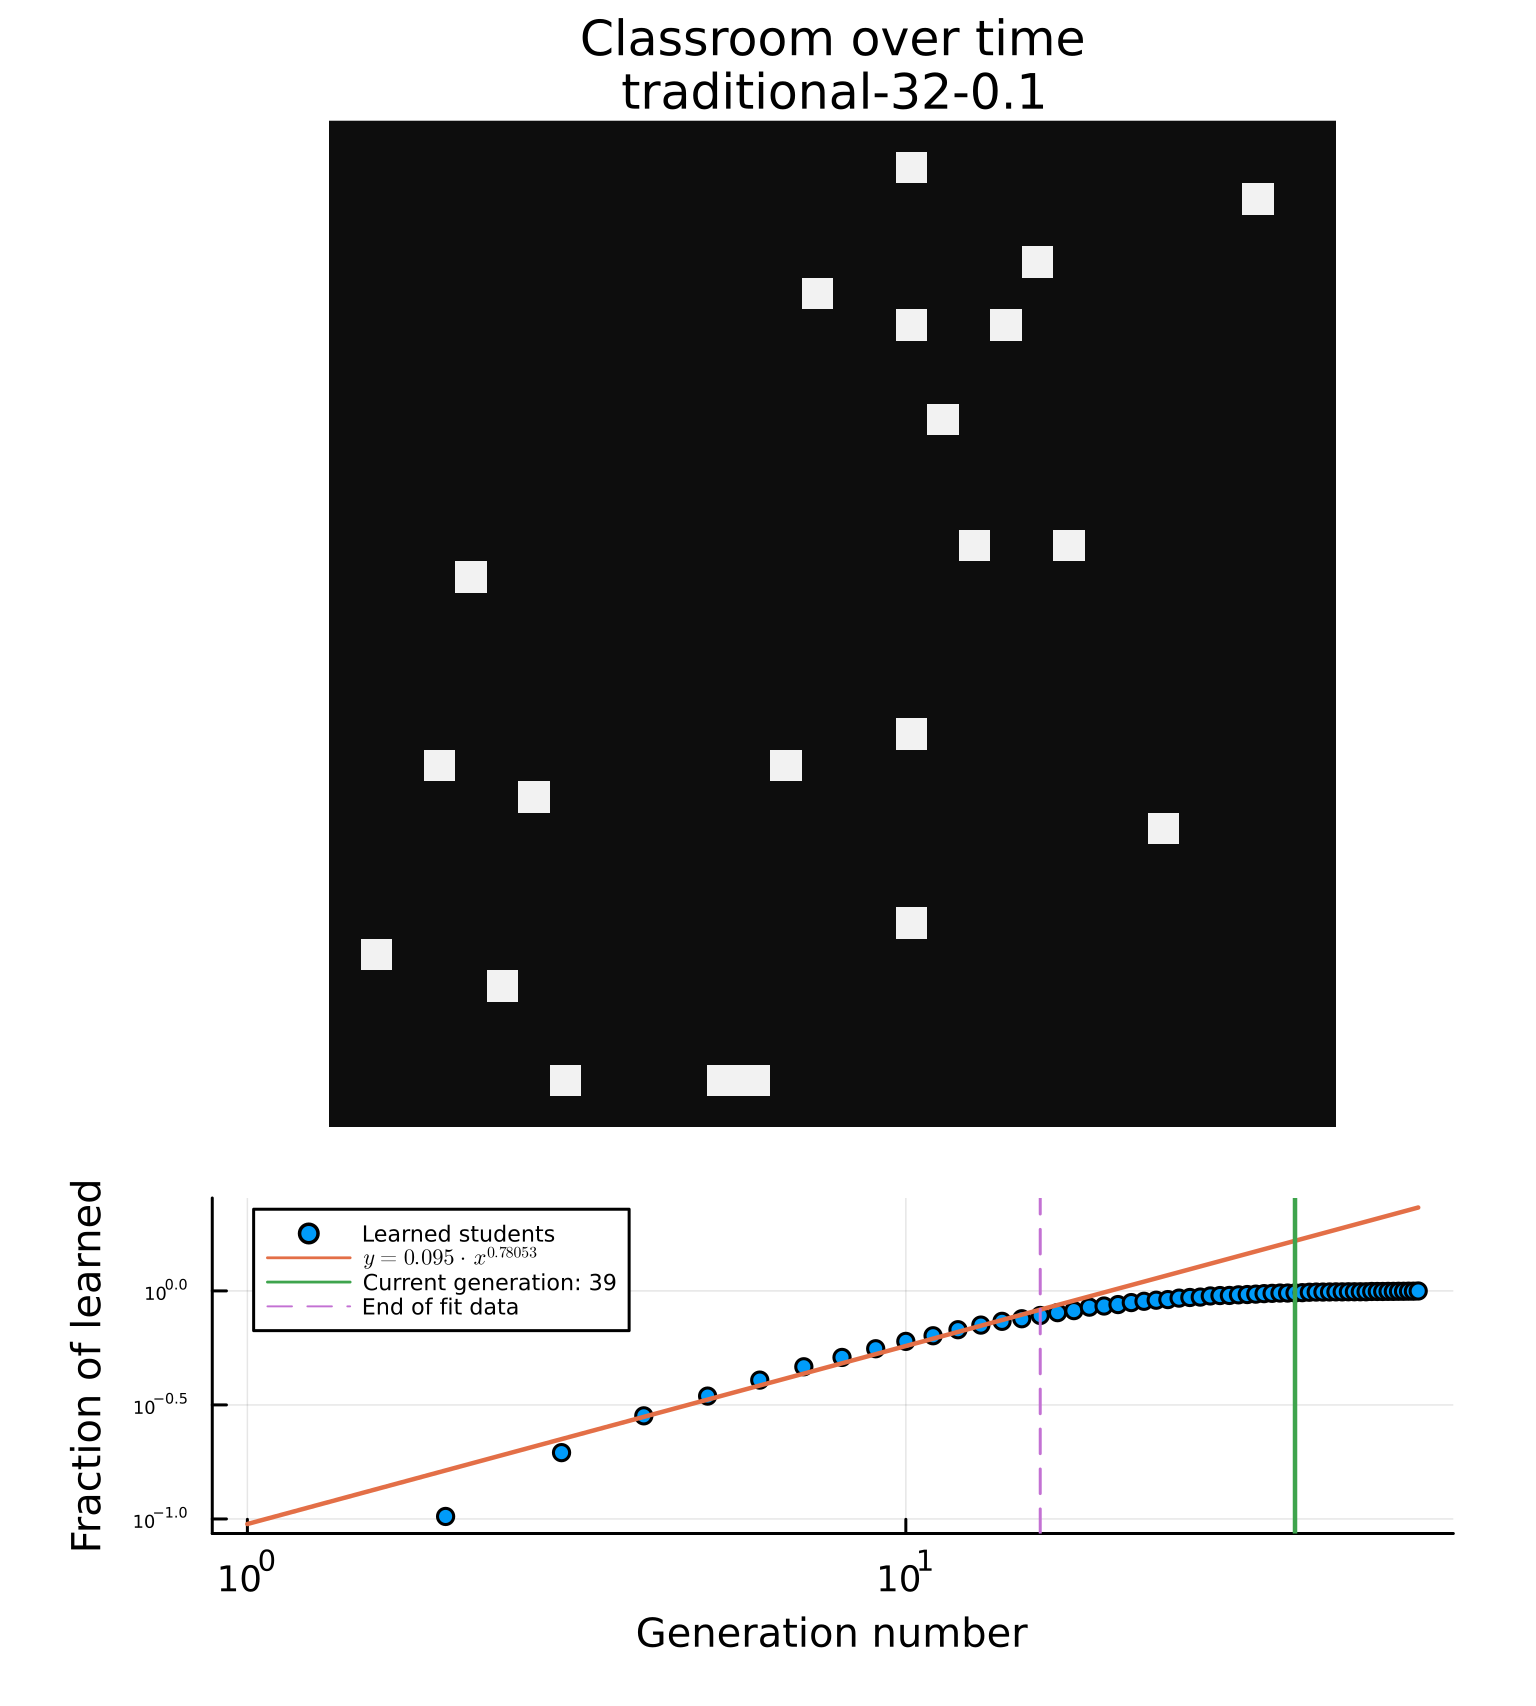 Classroom over time
traditional-32-0.1
Fraction of learned
Learned students
y = 0.095 · x^0.78053
Current generation: 39
End of fit data
10^0.0
10^−0.5
10^−1.0
10^0
10^1
Generation number